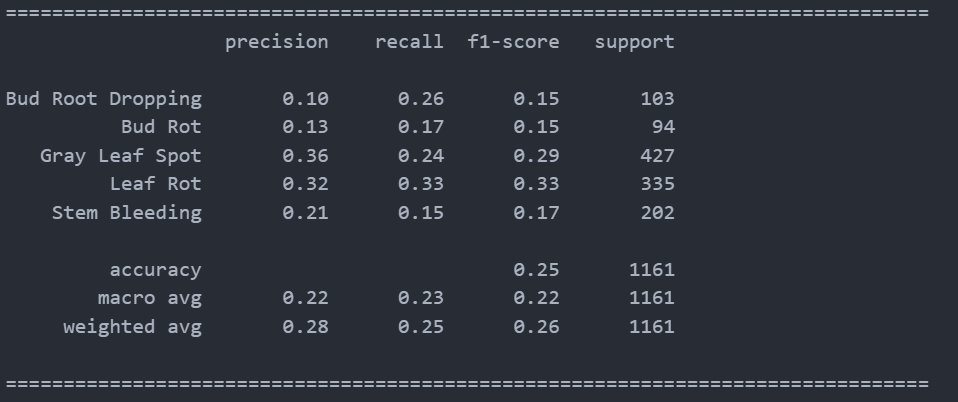 ================================================================================
precision recall f1-score support
Bud Root Dropping 0.10 0.26 0.15 103
Bud Rot 0.13 0.17 0.15 94
Gray Leaf Spot 0.36 0.24 0.29 427
Leaf Rot 0.32 0.33 0.33 335
Stem Bleeding 0.21 0.15 0.17 202
accuracy 0.25 1161
macro avg 0.22 0.23 0.22 1161
weighted avg 0.28 0.25 0.26 1161
================================================================================